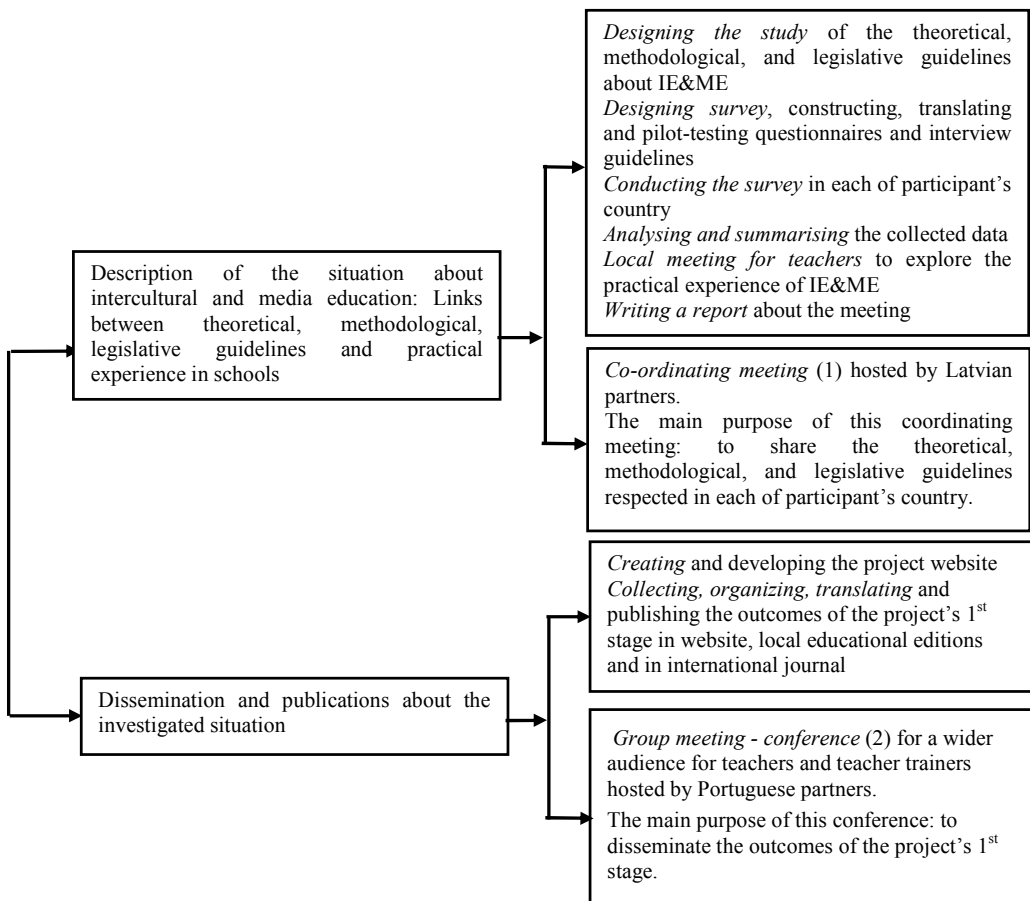 Designing the study of the theoretical,
methodological, and legislative guidelines
about IE&ME
Designing survey, constructing, translating
and pilot-testing questionnaires and interview
guidelines
Conducting the survey in each of participant’s
country
Analysing and summarising the collected data
Local meeting for teachers to explore the
practical experience of IE&ME
Writing a report about the meeting
Description of the situation about
intercultural and media education: Links
between theoretical, methodological,
legislative guidelines and practical
experience in schools
Co-ordinating meeting (1) hosted by Latvian
partners.
The main purpose of this coordinating
meeting: to share the theoretical,
methodological, and legislative guidelines
respected in each of participant’s country.
Creating and developing the project website
Collecting, organizing, translating and
publishing the outcomes of the project’s 1st
stage in website, local educational editions
and in international journal
Dissemination and publications about the
investigated situation
Group meeting - conference (2) for a wider
audience for teachers and teacher trainers
hosted by Portuguese partners.
The main purpose of this conference: to
disseminate the outcomes of the project’s 1st
stage.